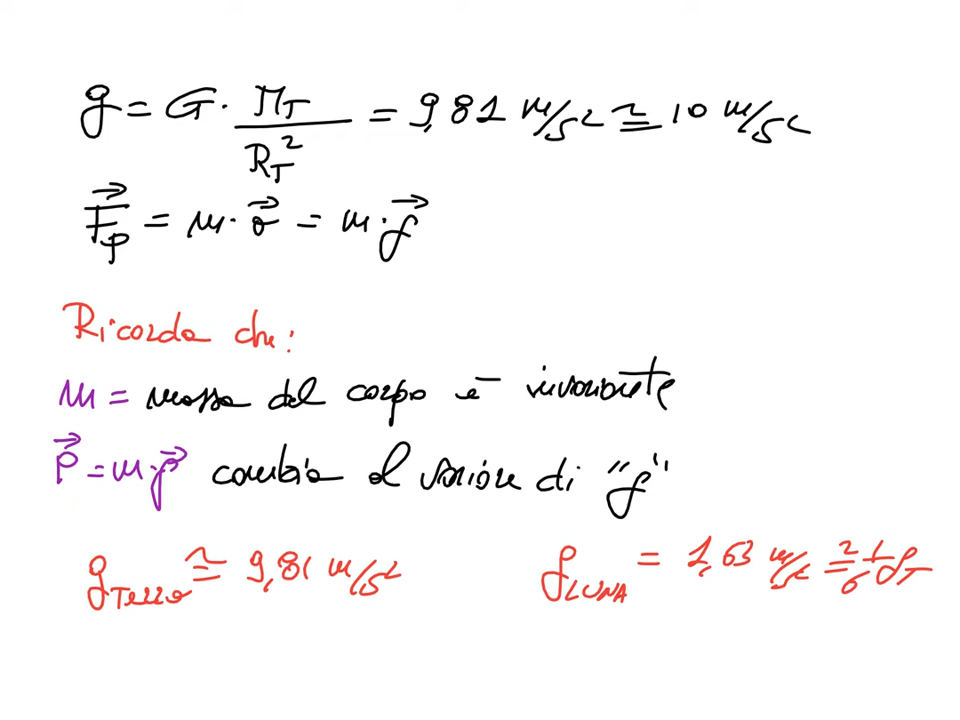 g = G · M_T / R_T² = 9,81 m/s² ≅ 10 m/s²
F⃗_p = m · a⃗ = m · g⃗
Ricorda che:
m = massa del corpo è invariante
P⃗ = m · g⃗ cambia al variare di "g"
g_Terra ≅ 9,81 m/s² g_LUNA = 1,63 m/s² ≅ 1/6 g_T